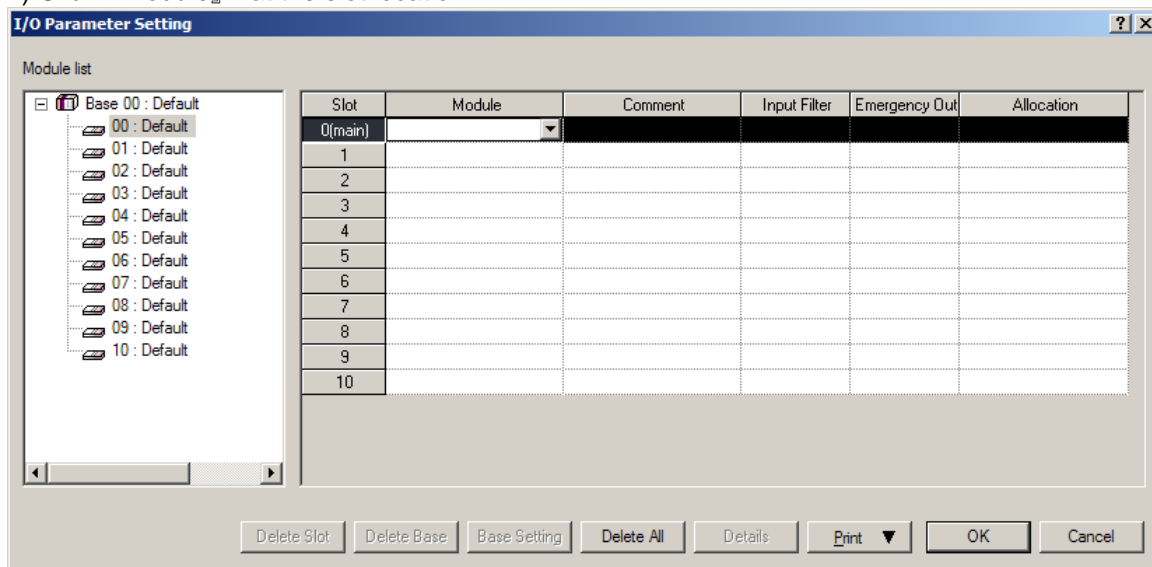 I/O Parameter Setting
Module list
Base 00 : Default
00 : Default
01 : Default
02 : Default
03 : Default
04 : Default
05 : Default
06 : Default
07 : Default
08 : Default
09 : Default
10 : Default
Slot Module Comment Input Filter Emergency Out Allocation
0(main)
1
2
3
4
5
6
7
8
9
10
Delete Slot Delete Base Base Setting Delete All Details Print ▼ OK Cancel